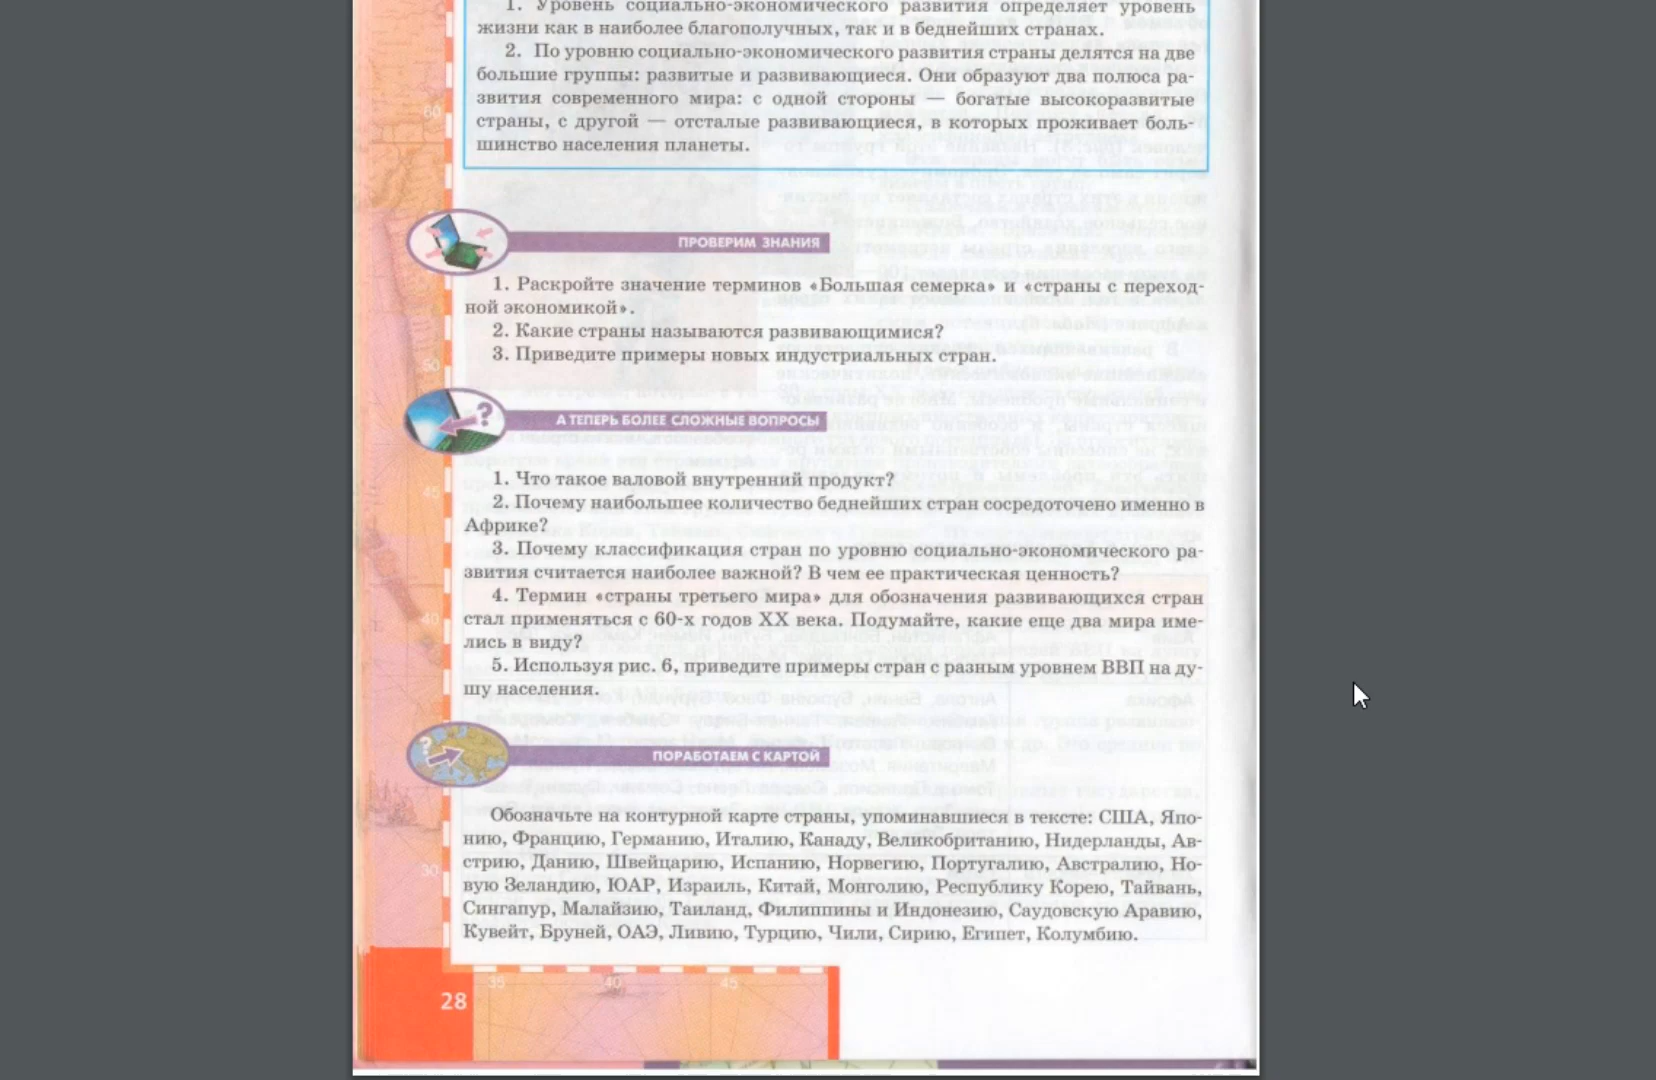 1. Уровень социально-экономического развития определяет уровень
жизни как в наиболее благополучных, так и в беднейших странах.
2. По уровню социально-экономического развития страны делятся на две
большие группы: развитые и развивающиеся. Они образуют два полюса ра-
звития современного мира: с одной стороны — богатые высокоразвитые
страны, с другой — отсталые развивающиеся, в которых проживает боль-
шинство населения планеты.
60
ПРОВЕРИМ ЗНАНИЯ
1. Раскройте значение терминов «Большая семерка» и «страны с переход-
ной экономикой».
2. Какие страны называются развивающимися?
3. Приведите примеры новых индустриальных стран.
50
А ТЕПЕРЬ БОЛЕЕ СЛОЖНЫЕ ВОПРОСЫ
?
1. Что такое валовой внутренний продукт?
45
2. Почему наибольшее количество беднейших стран сосредоточено именно в
Африке?
3. Почему классификация стран по уровню социально-экономического ра-
звития считается наиболее важной? В чем ее практическая ценность?
4. Термин «страны третьего мира» для обозначения развивающихся стран
40
стал применяться с 60-х годов XX века. Подумайте, какие еще два мира име-
лись в виду?
5. Используя рис. 6, приведите примеры стран с разным уровнем ВВП на ду-
шу населения.
?
ПОРАБОТАЕМ С КАРТОЙ
Обозначьте на контурной карте страны, упоминавшиеся в тексте: США, Япо-
нию, Францию, Германию, Италию, Канаду, Великобританию, Нидерланды, Ав-
стрию, Данию, Швейцарию, Испанию, Норвегию, Португалию, Австралию, Но-
30
вую Зеландию, ЮАР, Израиль, Китай, Монголию, Республику Корею, Тайвань,
Сингапур, Малайзию, Таиланд, Филиппины и Индонезию, Саудовскую Аравию,
Кувейт, Бруней, ОАЭ, Ливию, Турцию, Чили, Сирию, Египет, Колумбию.
35 40 45
28